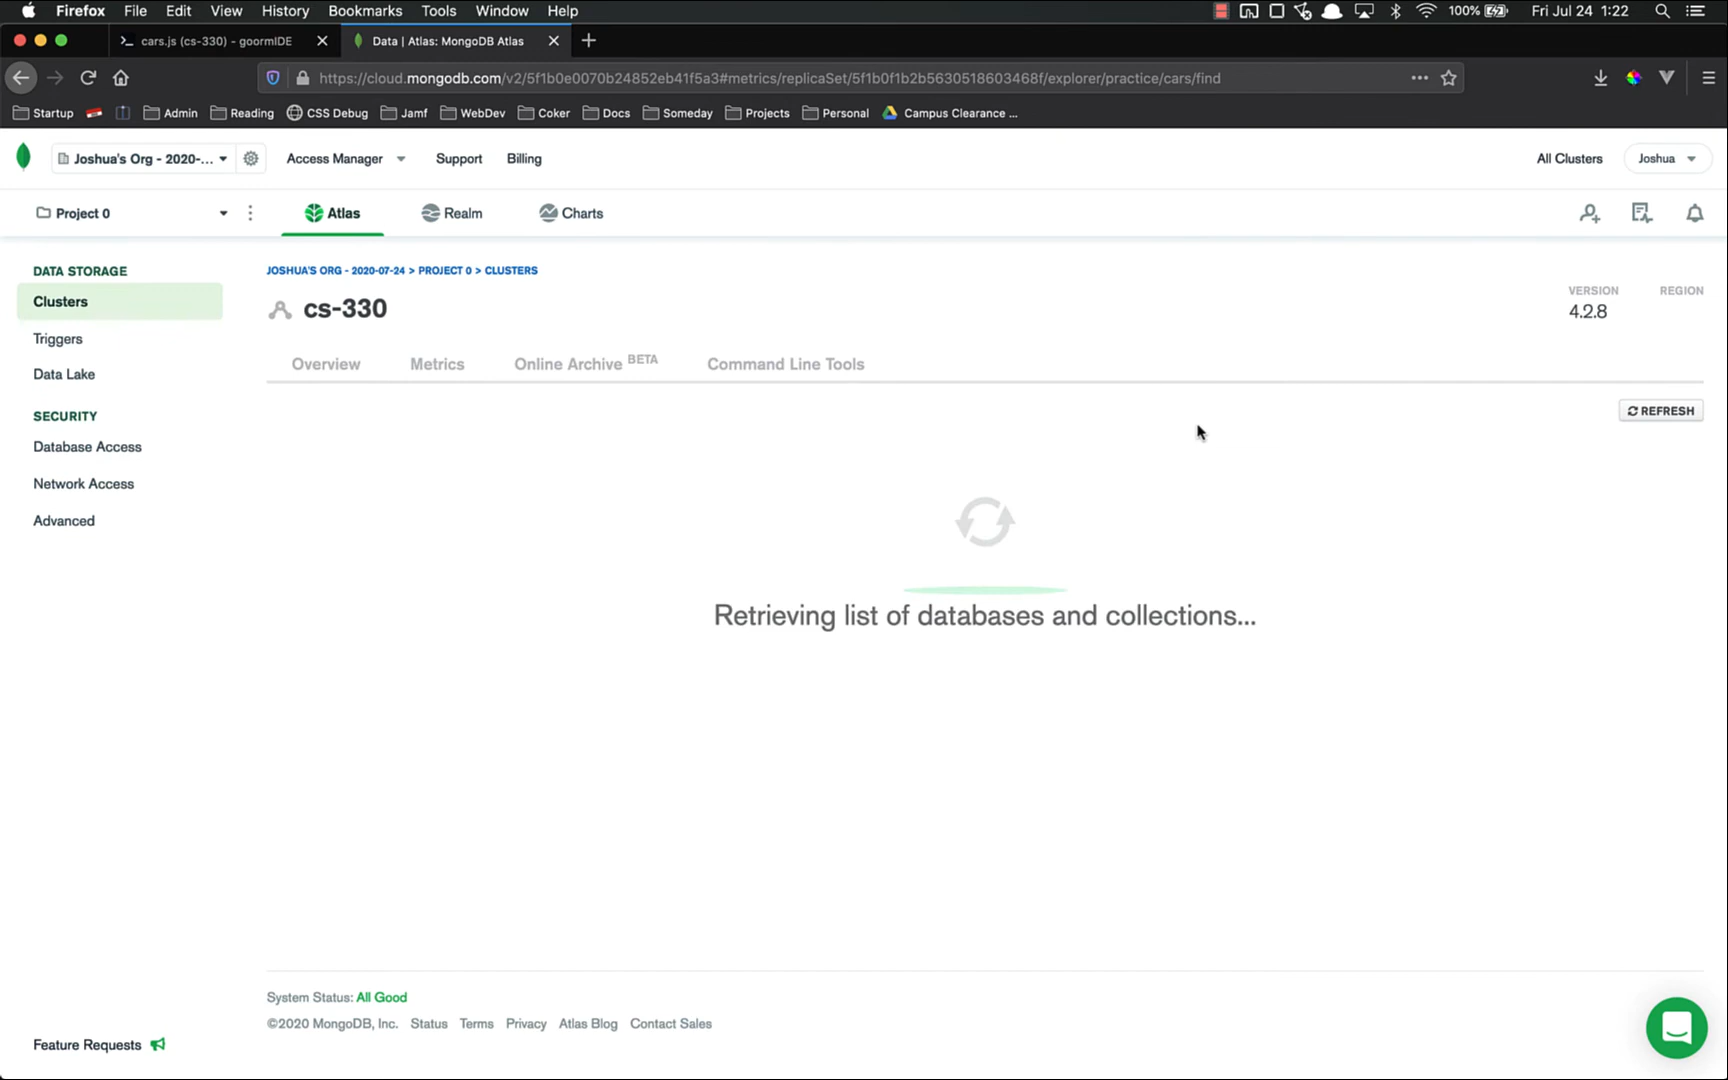 Firefox File Edit View History Bookmarks Tools Window Help 100% Fri Jul 24 1:22
cars.js (cs-330) - goormIDE Data | Atlas: MongoDB Atlas
https://cloud.mongodb.com/v2/5f1b0e0070b24852eb41f5a3#metrics/replicaSet/5f1b0f1b2b5630518603468f/explorer/practice/cars/find
Startup Admin Reading CSS Debug Jamf WebDev Coker Docs Someday Projects Personal Campus Clearance ...
Joshua's Org - 2020-... Access Manager Support Billing All Clusters Joshua
Project 0 Atlas Realm Charts
DATA STORAGE
Clusters
Triggers
Data Lake
SECURITY
Database Access
Network Access
Advanced
JOSHUA'S ORG - 2020-07-24 > PROJECT 0 > CLUSTERS
cs-330
VERSION REGION
4.2.8
Overview Metrics Online Archive BETA Command Line Tools
REFRESH
Retrieving list of databases and collections...
System Status: All Good
©2020 MongoDB, Inc. Status Terms Privacy Atlas Blog Contact Sales
Feature Requests